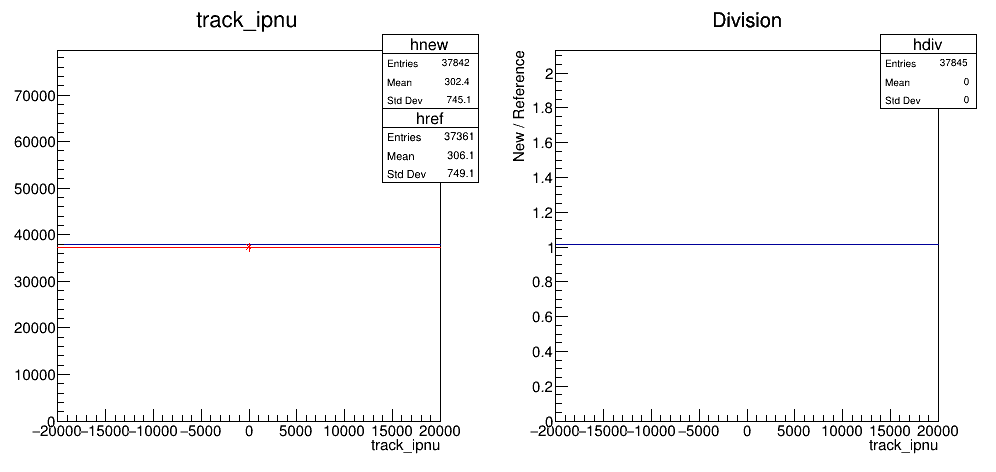 track_ipnu
hnew
Entries 37842
Mean 302.4
Std Dev 745.1
href
Entries 37361
Mean 306.1
Std Dev 749.1
70000
60000
50000
40000
30000
20000
10000
0
−20000 −15000 −10000 −5000 0 5000 10000 15000 20000
track_ipnu
Division
hdiv
Entries 37845
Mean 0
Std Dev 0
New / Reference
2
1.8
1.6
1.4
1.2
1
0.8
0.6
0.4
0.2
0
−20000 −15000 −10000 −5000 0 5000 10000 15000 20000
track_ipnu